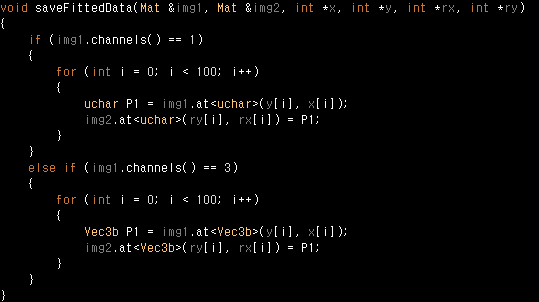 void saveFittedData(Mat &img1, Mat &img2, int *x, int *y, int *rx, int *ry)
{
    if (img1.channels() == 1)
    {
        for (int i = 0; i < 100; i++)
        {
            uchar P1 = img1.at<uchar>(y[i], x[i]);
            img2.at<uchar>(ry[i], rx[i]) = P1;
        }
    }
    else if (img1.channels() == 3)
    {
        for (int i = 0; i < 100; i++)
        {
            Vec3b P1 = img1.at<Vec3b>(y[i], x[i]);
            img2.at<Vec3b>(ry[i], rx[i]) = P1;
        }
    }
}